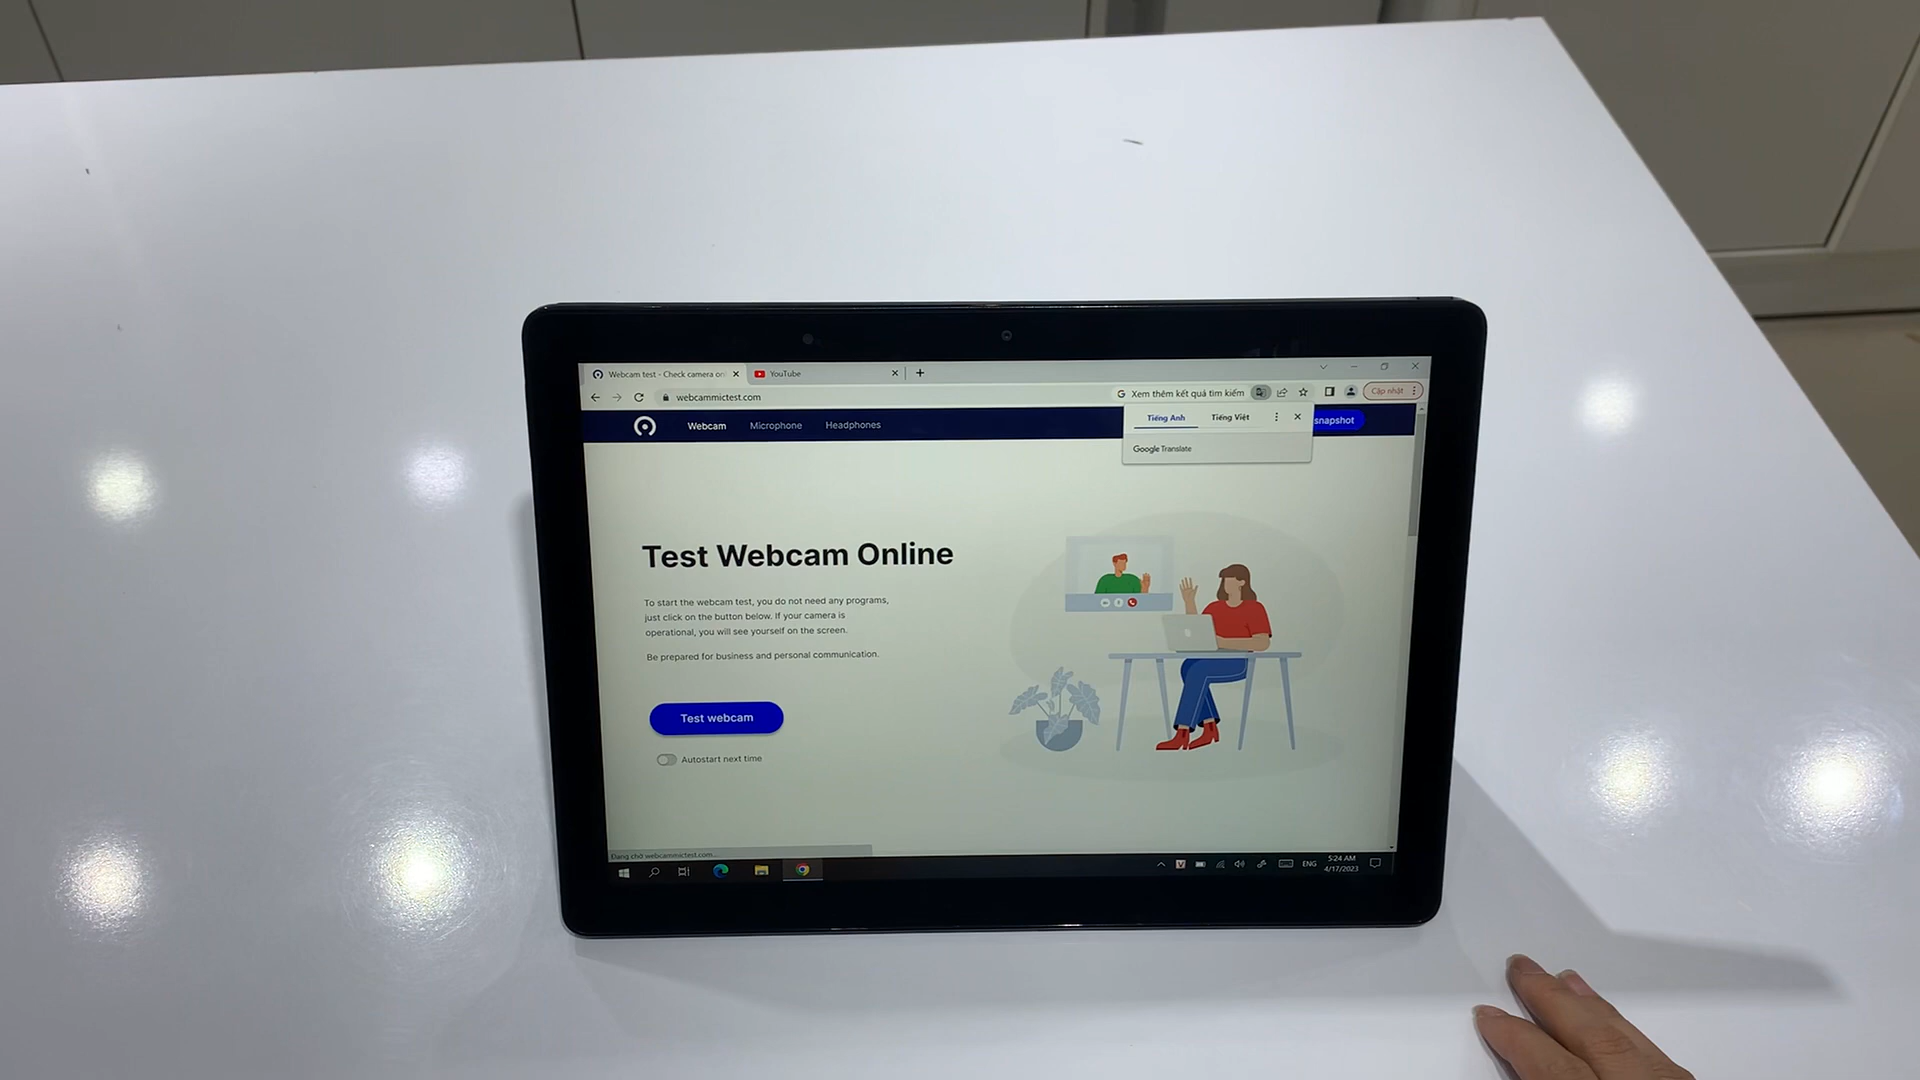 Webcam test - Check camera on
YouTube
webcammictest.com
Xem thêm kết quả tìm kiếm
Cập nhật
Webcam
Microphone
Headphones
snapshot
Tiếng Anh
Tiếng Việt
Google Translate
Test Webcam Online
To start the webcam test, you do not need any programs,
just click on the button below. If your camera is
operational, you will see yourself on the screen.
Be prepared for business and personal communication.
Test webcam
Autostart next time
Đang chờ webcammictest.com...
ENG
5:24 AM
4/17/2023